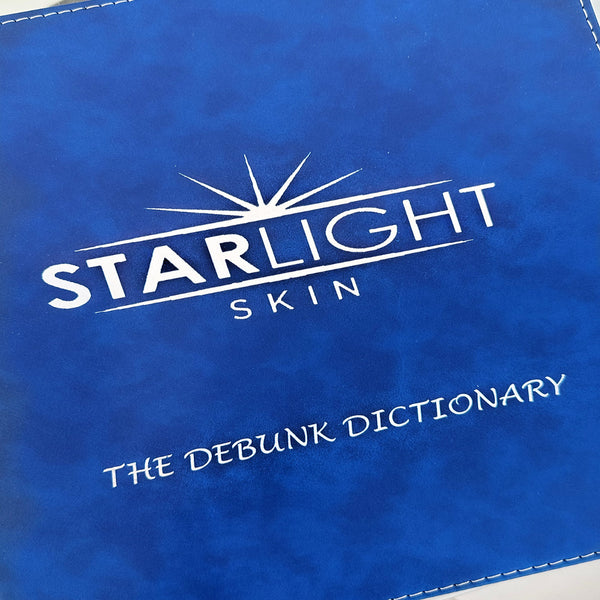 STARLIGHT
SKIN
THE DEBUNK DICTIONARY